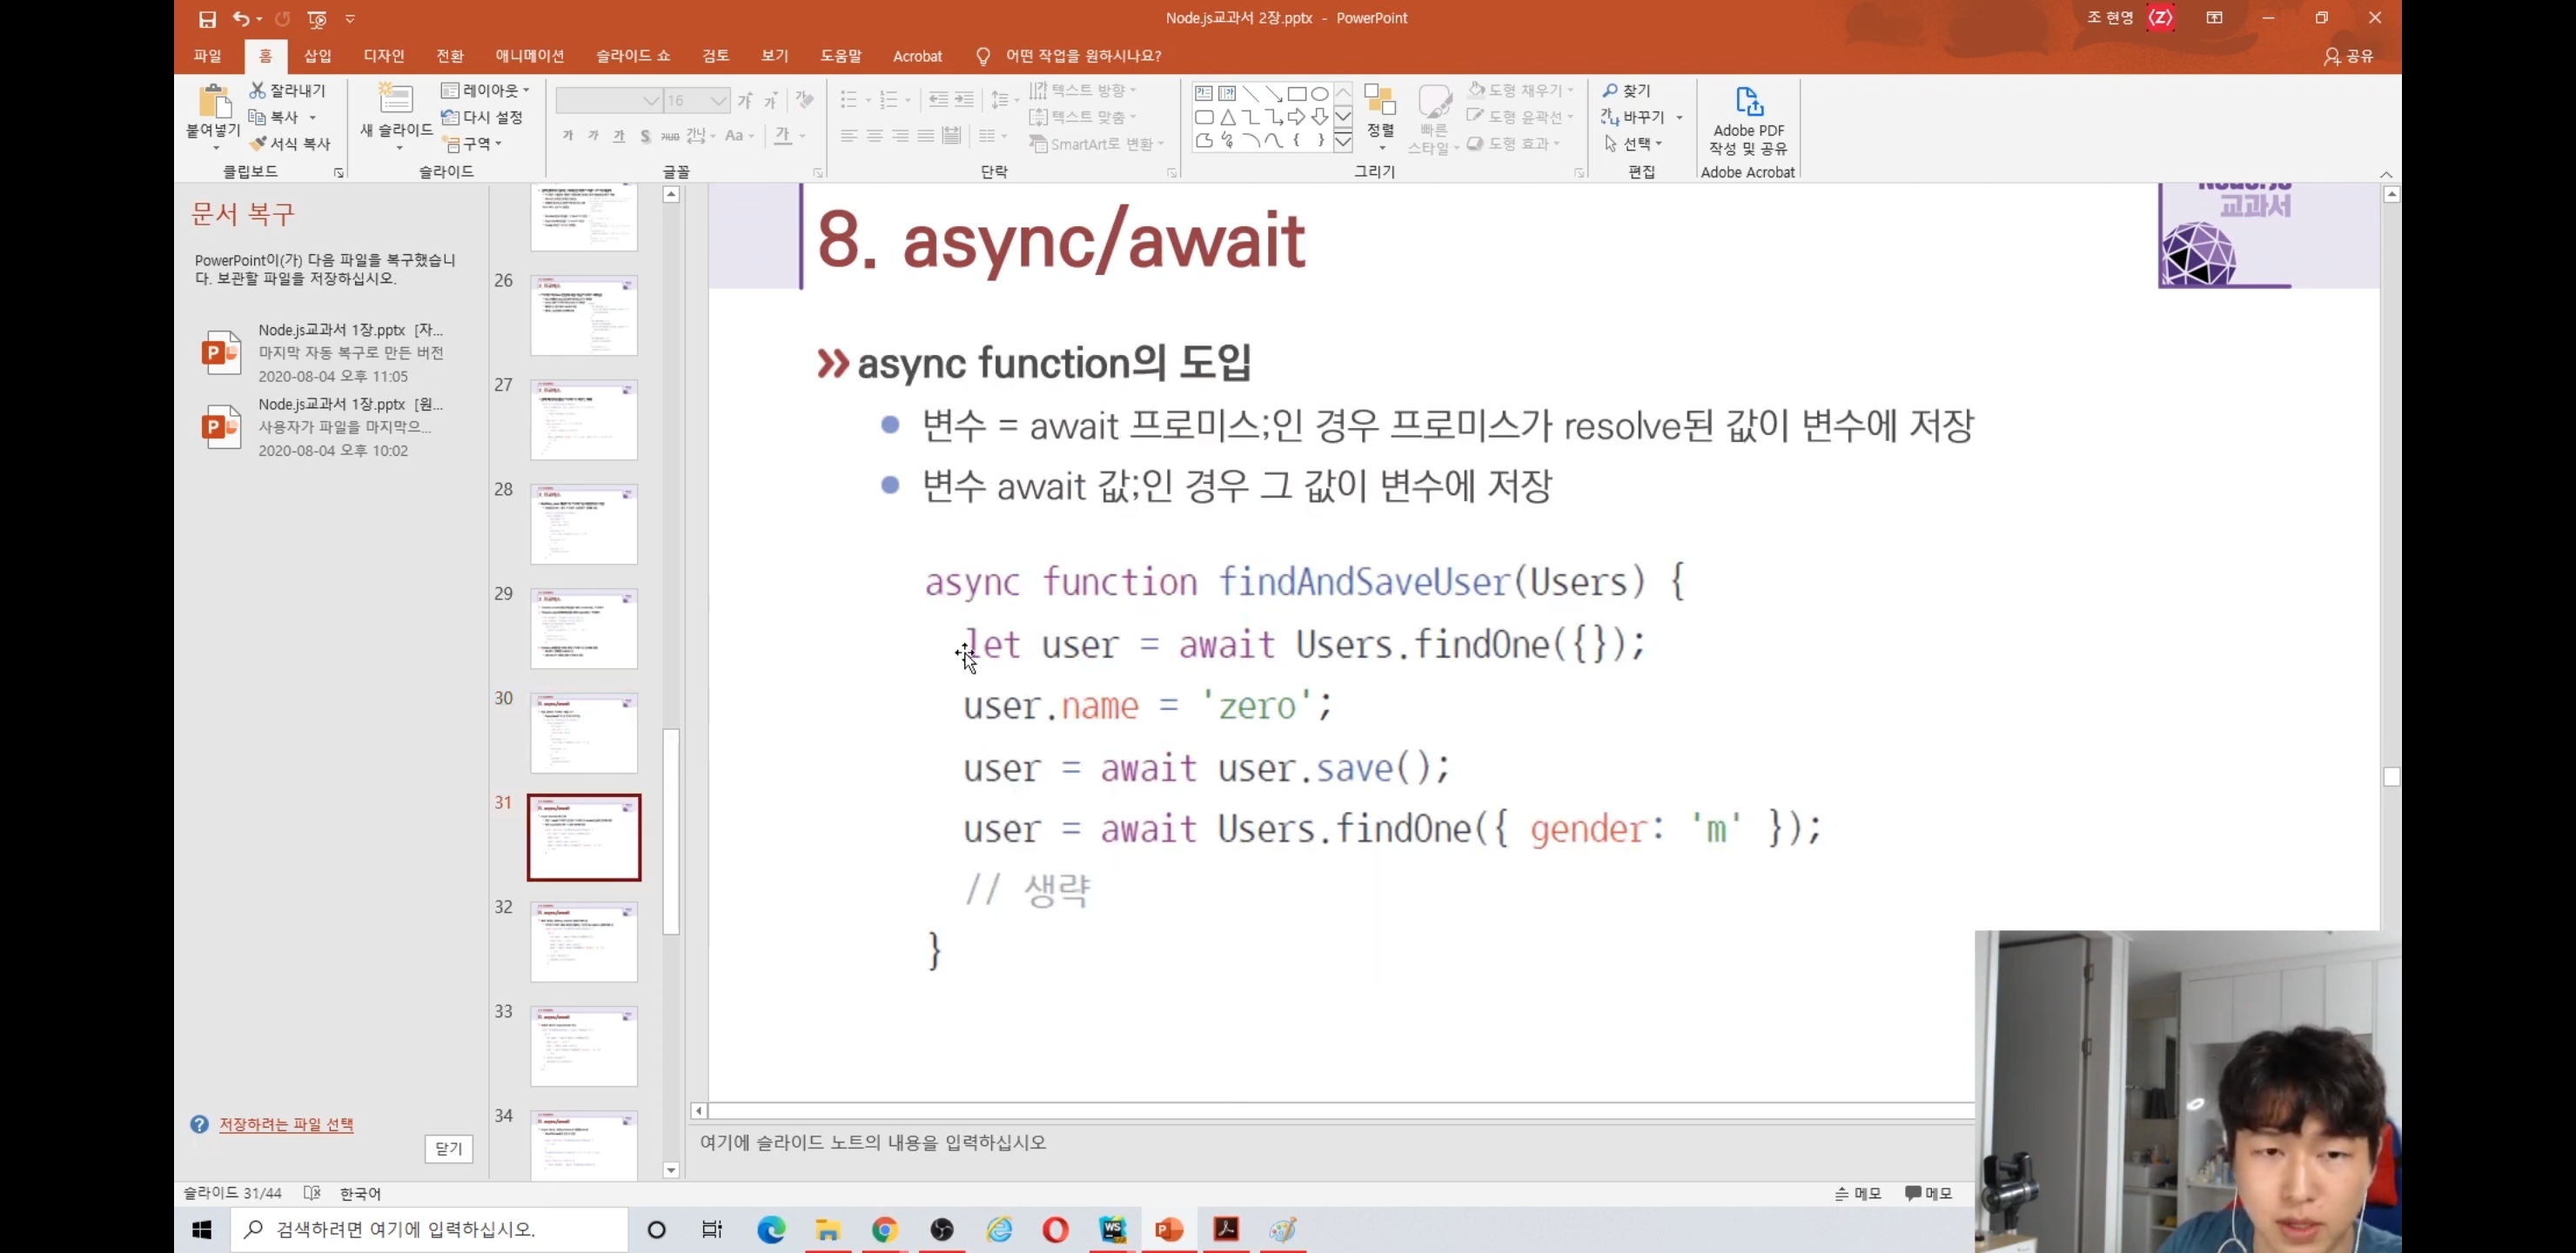 Node.js교과서 2장.pptx - PowerPoint
조 현영
파일 홈 삽입 디자인 전환 애니메이션 슬라이드 쇼 검토 보기 도움말 Acrobat 어떤 작업을 원하시나요? 공유
붙여넣기
잘라내기
복사
서식 복사
클립보드
새 슬라이드
레이아웃
다시 설정
구역
슬라이드
16
가 가 가 S 간나 Aa 가
글꼴
텍스트 방향
텍스트 맞춤
SmartArt로 변환
단락
정렬
빠른
스타일
도형 채우기
도형 윤곽선
도형 효과
그리기
찾기
바꾸기
선택
편집
Adobe PDF
작성 및 공유
Adobe Acrobat
문서 복구
PowerPoint이(가) 다음 파일을 복구했습니
다. 보관할 파일을 저장하십시오.
Node.js교과서 1장.pptx [자...
마지막 자동 복구로 만든 버전
2020-08-04 오후 11:05
Node.js교과서 1장.pptx [원...
사용자가 파일을 마지막으...
2020-08-04 오후 10:02
저장하려는 파일 선택
닫기
26
27
28
29
30
31
32
33
34
Node.js
교과서
8. async/await
async function의 도입
변수 = await 프로미스;인 경우 프로미스가 resolve된 값이 변수에 저장
변수 await 값;인 경우 그 값이 변수에 저장
async function findAndSaveUser(Users) {
let user = await Users.findOne({});
user.name = 'zero';
user = await user.save();
user = await Users.findOne({ gender: 'm' });
// 생략
}
여기에 슬라이드 노트의 내용을 입력하십시오
슬라이드 31/44 한국어 메모 메모
검색하려면 여기에 입력하십시오.
WS